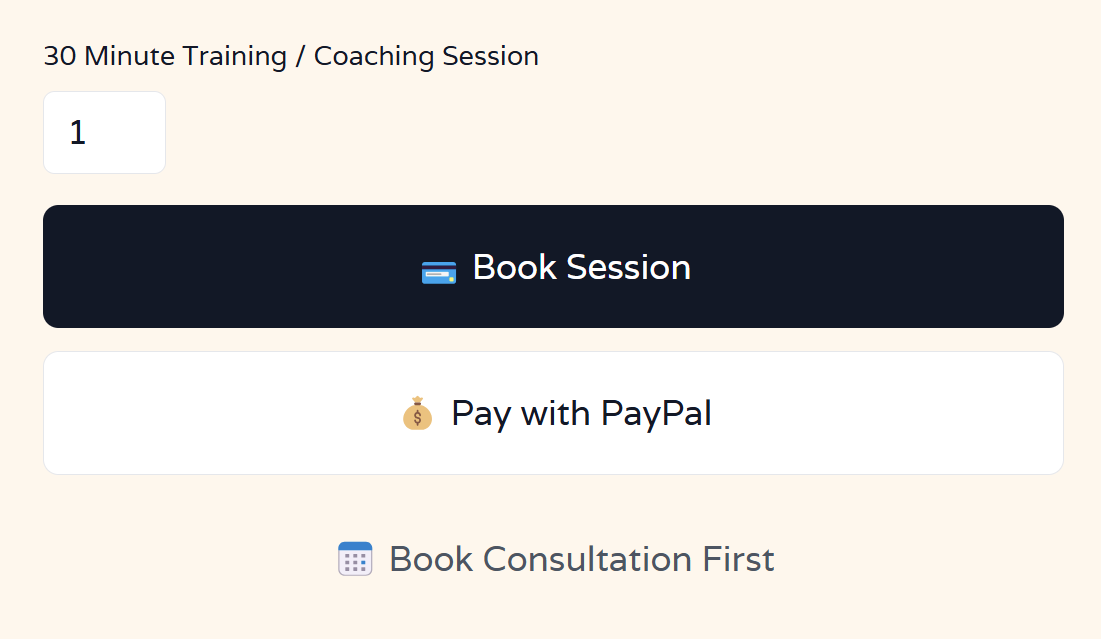 30 Minute Training / Coaching Session
1
Book Session
Pay with PayPal
Book Consultation First